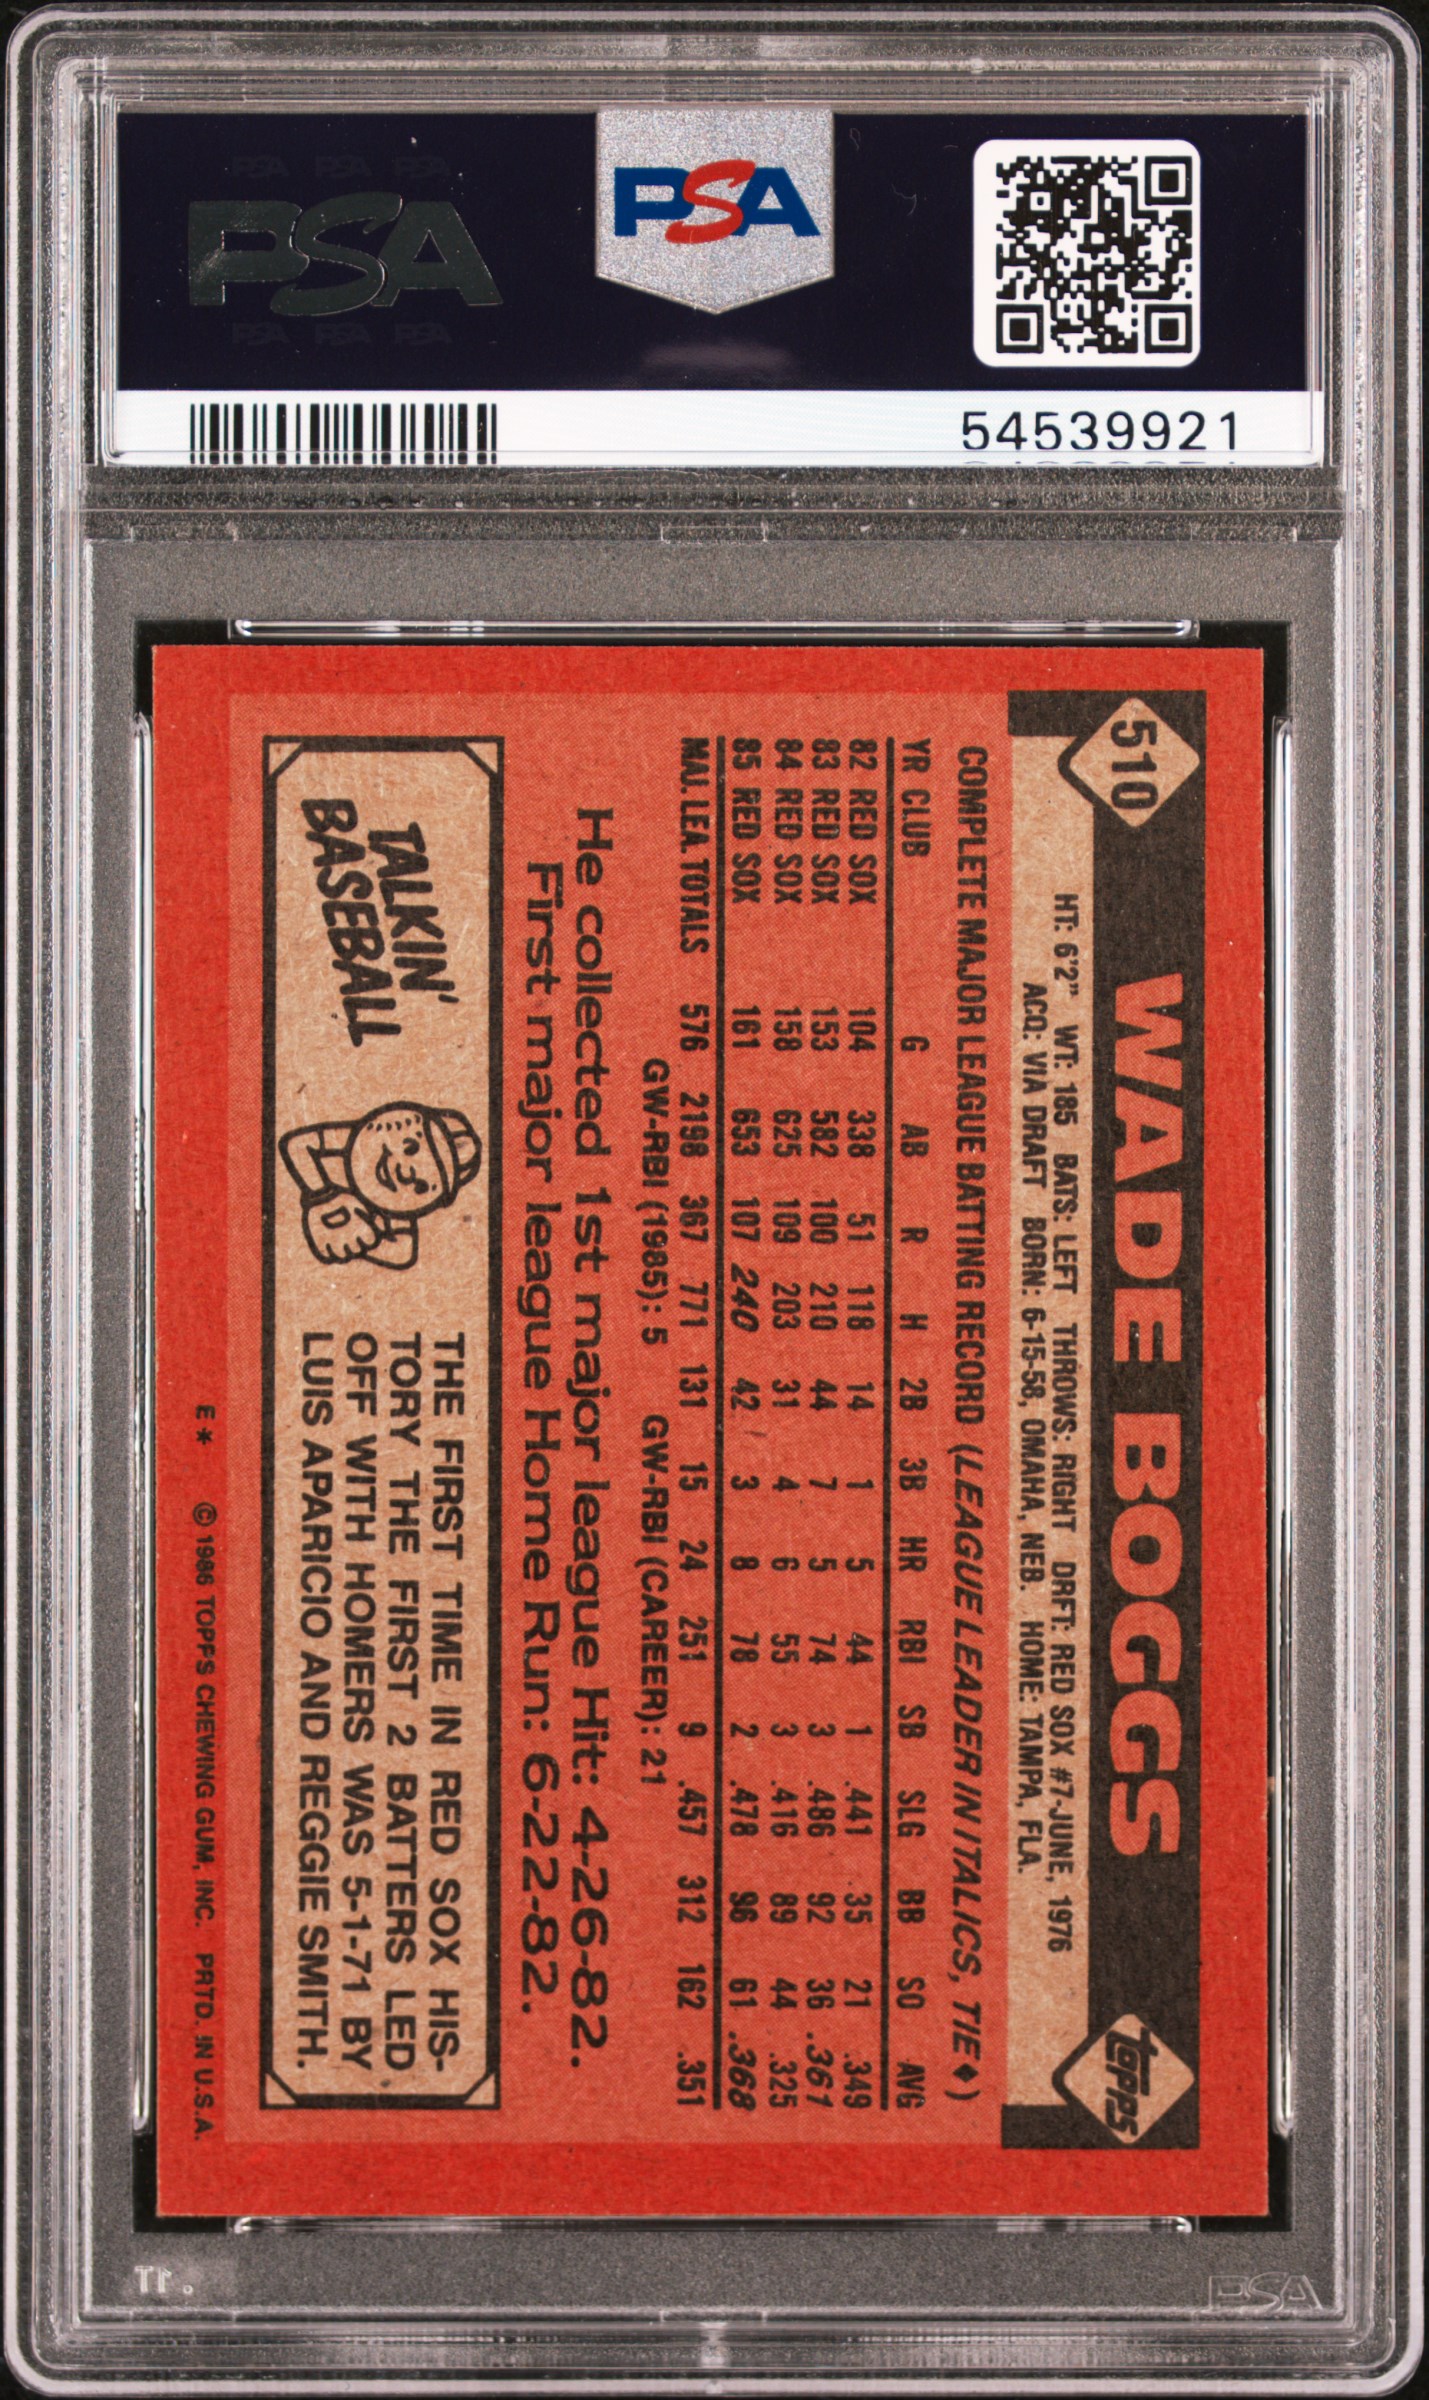 PSA PSA PSA
PSA
PSA PSA PSA
PSA
54539921
510
WADE BOGGS
topps
HT: 6'2" WT: 185 BATS: LEFT THROWS: RIGHT DRFT: RED SOX #7-JUNE, 1976
ACQ: VIA DRAFT BORN: 6-15-58, OMAHA, NEB. HOME: TAMPA, FLA.
COMPLETE MAJOR LEAGUE BATTING RECORD (LEAGUE LEADER IN ITALICS, TIE♦)
YR CLUB G AB R H 2B 3B HR RBI SB SLG BB SO AVG
82 RED SOX 104 338 51 118 14 1 5 44 1 .441 35 21 .349
83 RED SOX 153 582 100 210 44 7 5 74 3 .486 92 36 .361
84 RED SOX 158 625 109 203 31 4 6 55 3 .416 89 44 .325
85 RED SOX 161 653 107 240 42 3 8 78 2 .478 96 61 .368
MAJ. LEA. TOTALS 576 2198 367 771 131 15 24 251 9 .457 312 162 .351
GW-RBI (1985): 5 GW-RBI (CAREER): 21
He collected 1st major league Hit: 4-26-82.
First major league Home Run: 6-22-82.
TALKIN'
BASEBALL
THE FIRST TIME IN RED SOX HIS-
TORY THE FIRST 2 BATTERS LED
OFF WITH HOMERS WAS 5-1-71 BY
LUIS APARICIO AND REGGIE SMITH.
E* © 1986 TOPPS CHEWING GUM, INC. PRTD. IN U.S.A.
PSA